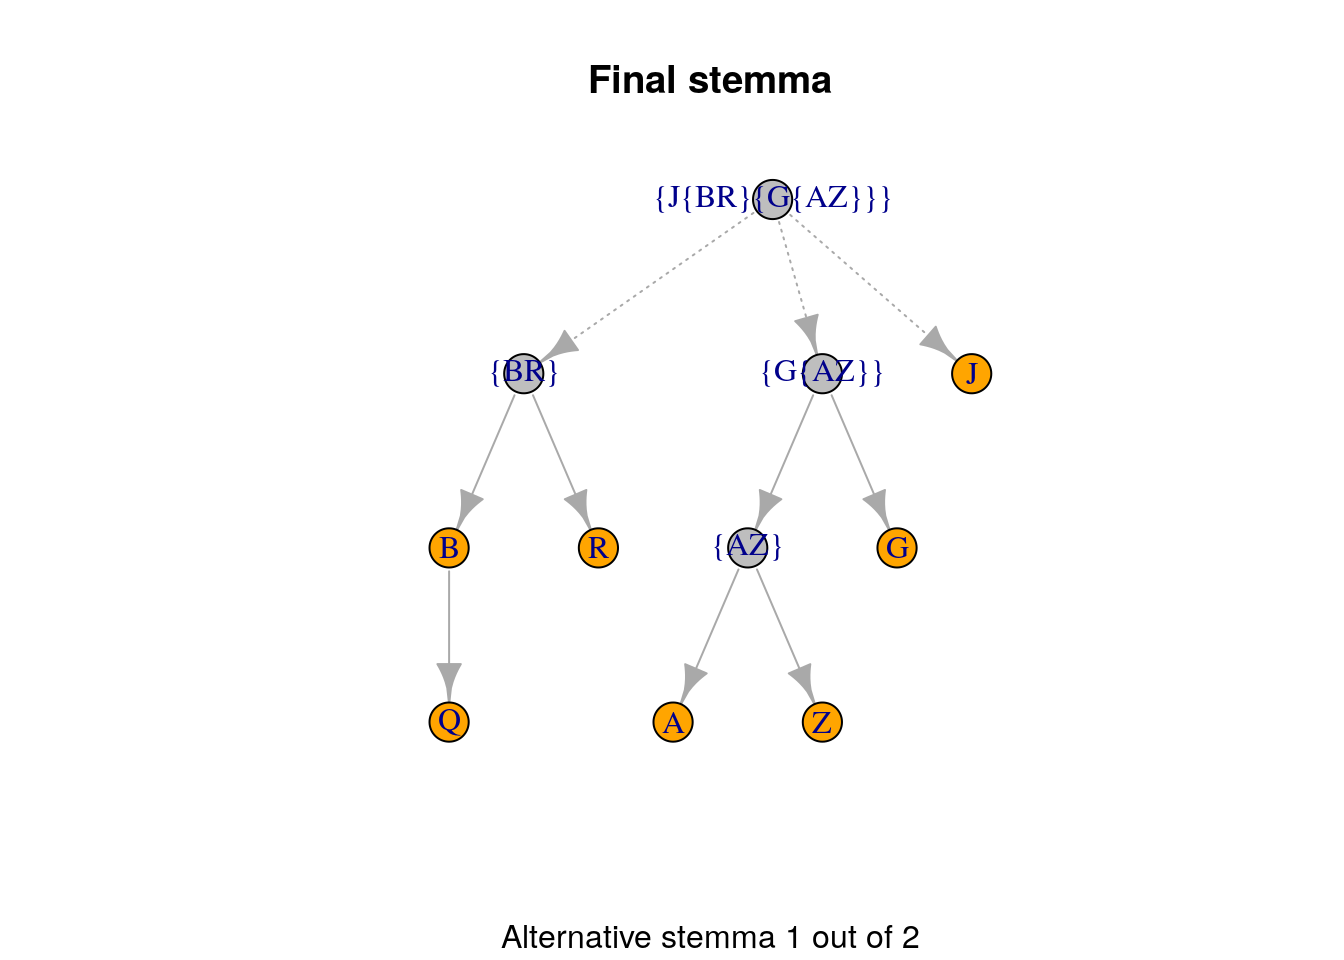 Final stemma
{J{BR}{G{AZ}}}
{BR} {G{AZ}} J
B R {AZ} G
Q A Z
Alternative stemma 1 out of 2